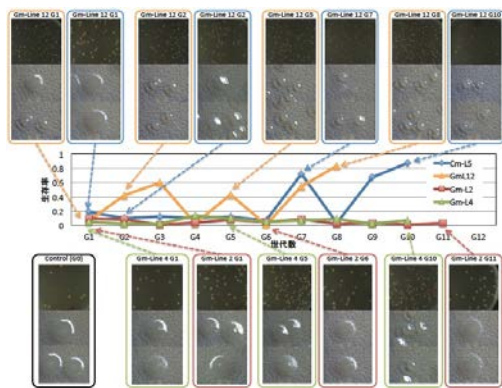 Gm-Line 12 G1
Gm-Line 12 G1
Gm-Line 12 G2
Gm-Line 12 G2
Gm-Line 12 G5
Gm-Line 12 G7
Gm-Line 12 G8
Gm-Line 12 G10
生存率
1
0.8
0.6
0.4
0.2
0
Cm-L5
GmL12
Gm-L2
Gm-L4
G1
G2
G3
G4
G5
G6
G7
G8
G9
G10
G11
G12
世代数
Control (G0)
Gm-Line 4 G1
Gm-Line 2 G1
Gm-Line 4 G5
Gm-Line 2 G6
Gm-Line 4 G10
Gm-Line 2 G11